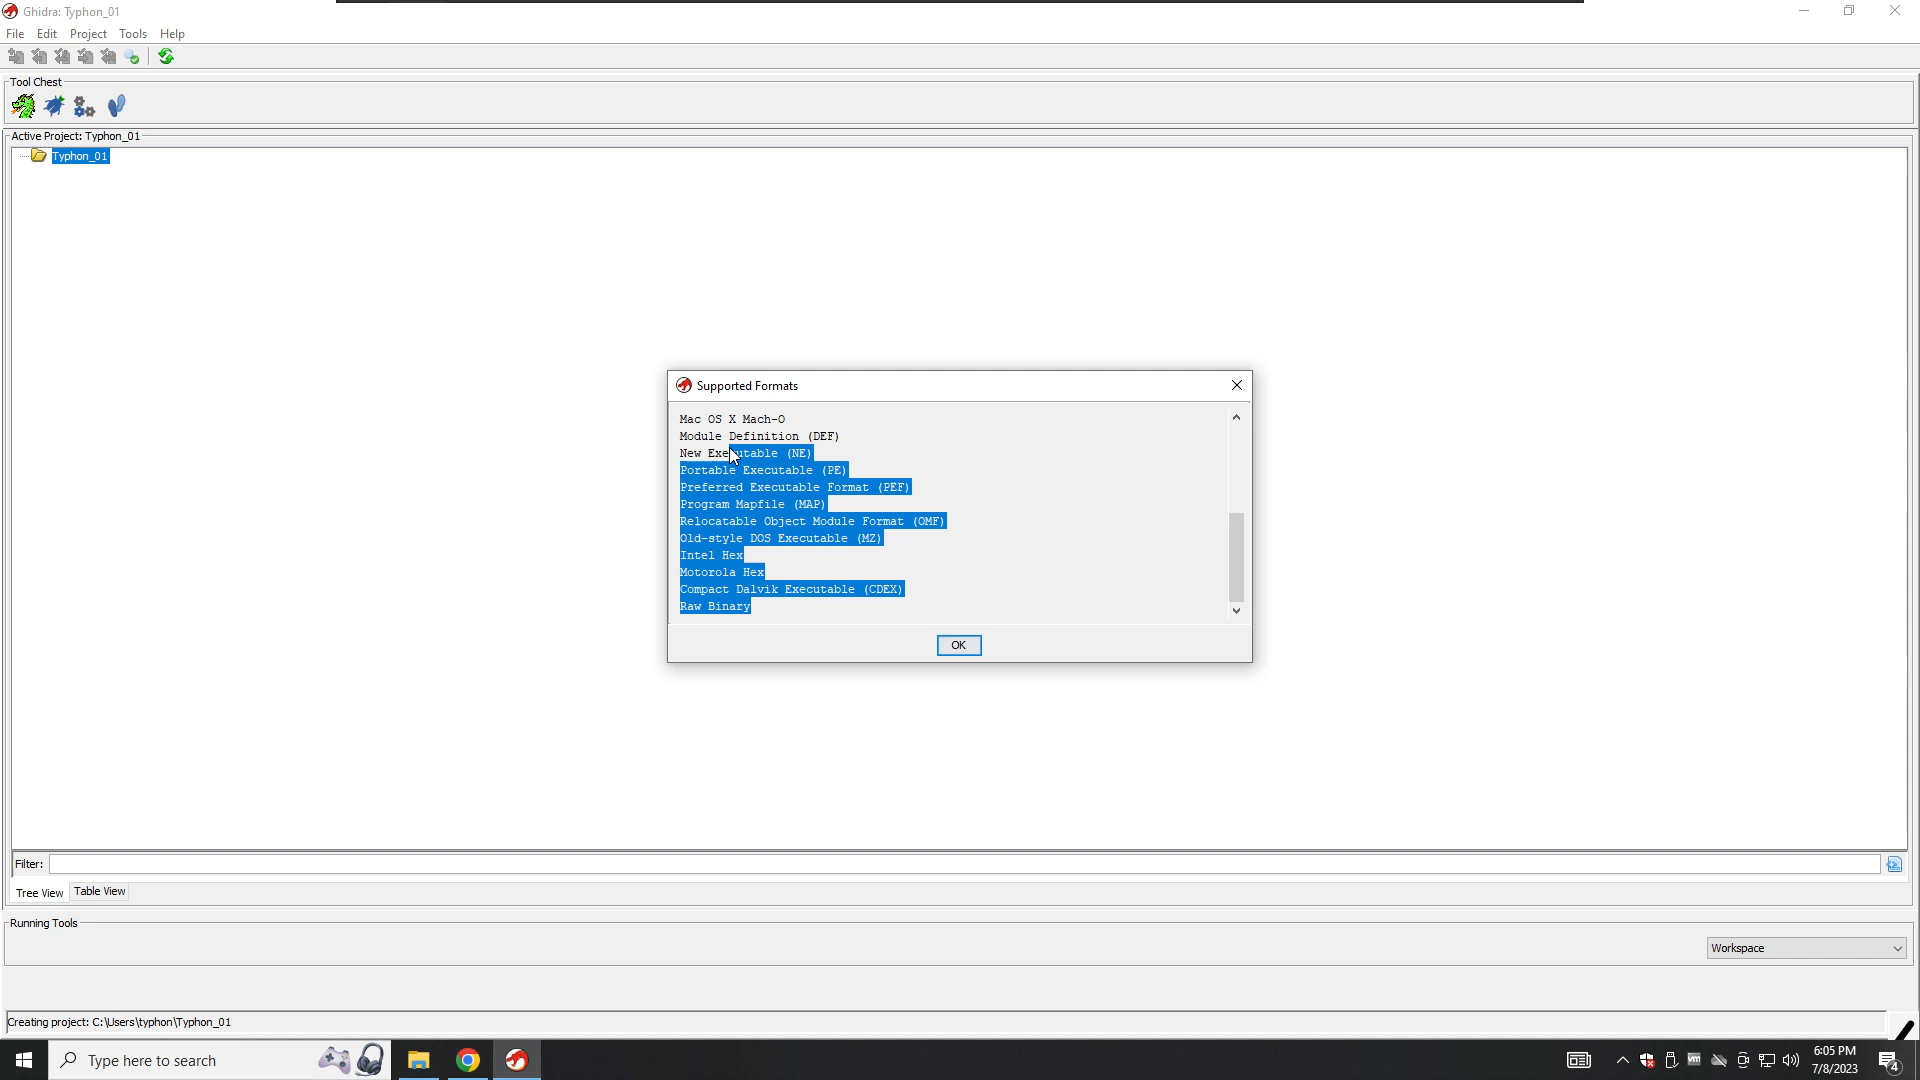 Ghidra: Typhon_01
File Edit Project Tools Help
Tool Chest
Active Project: Typhon_01
Typhon_01
Supported Formats
Mac OS X Mach-O
Module Definition (DEF)
New Executable (NE)
Portable Executable (PE)
Preferred Executable Format (PEF)
Program Mapfile (MAP)
Relocatable Object Module Format (OMF)
Old-style DOS Executable (MZ)
Intel Hex
Motorola Hex
Compact Dalvik Executable (CDEX)
Raw Binary
OK
Filter:
Tree View Table View
Running Tools
Workspace
Creating project: C:\Users\typhon\Typhon_01
Type here to search
vm
6:05 PM
7/8/2023
4